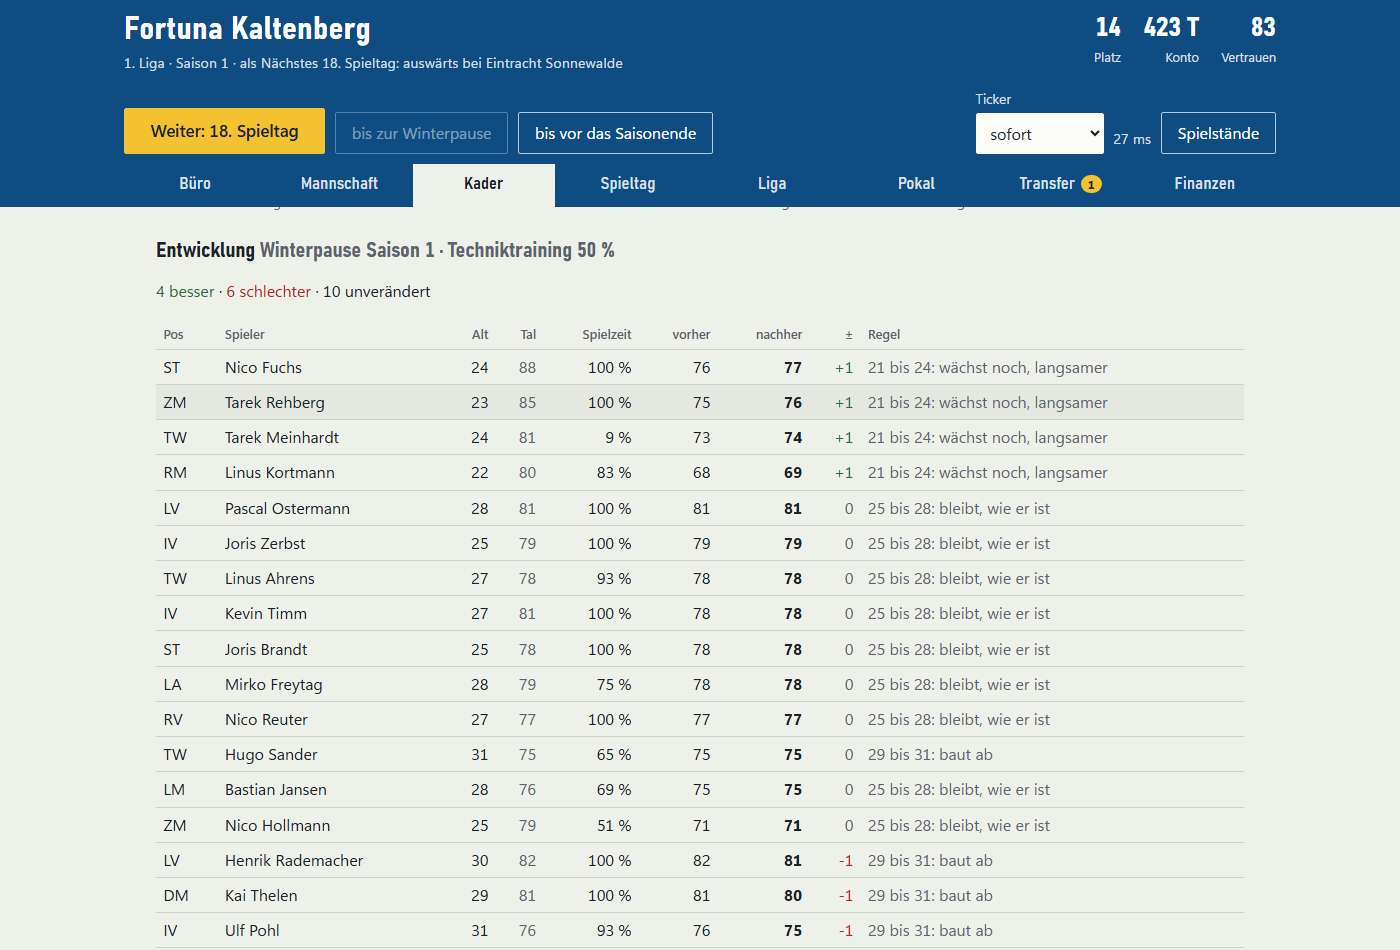 Fortuna Kaltenberg
1. Liga · Saison 1 · als Nächstes 18. Spieltag: auswärts bei Eintracht Sonnewalde
14 423 T 83
Platz Konto Vertrauen
Weiter: 18. Spieltag bis zur Winterpause bis vor das Saisonende
Ticker
sofort 27 ms Spielstände
Büro Mannschaft Kader Spieltag Liga Pokal Transfer 1 Finanzen
Entwicklung Winterpause Saison 1 · Techniktraining 50 %
4 besser · 6 schlechter · 10 unverändert
Pos Spieler Alt Tal Spielzeit vorher nachher ± Regel
ST Nico Fuchs 24 88 100 % 76 77 +1 21 bis 24: wächst noch, langsamer
ZM Tarek Rehberg 23 85 100 % 75 76 +1 21 bis 24: wächst noch, langsamer
TW Tarek Meinhardt 24 81 9 % 73 74 +1 21 bis 24: wächst noch, langsamer
RM Linus Kortmann 22 80 83 % 68 69 +1 21 bis 24: wächst noch, langsamer
LV Pascal Ostermann 28 81 100 % 81 81 0 25 bis 28: bleibt, wie er ist
IV Joris Zerbst 25 79 100 % 79 79 0 25 bis 28: bleibt, wie er ist
TW Linus Ahrens 27 78 93 % 78 78 0 25 bis 28: bleibt, wie er ist
IV Kevin Timm 27 81 100 % 78 78 0 25 bis 28: bleibt, wie er ist
ST Joris Brandt 25 78 100 % 78 78 0 25 bis 28: bleibt, wie er ist
LA Mirko Freytag 28 79 75 % 78 78 0 25 bis 28: bleibt, wie er ist
RV Nico Reuter 27 77 100 % 77 77 0 25 bis 28: bleibt, wie er ist
TW Hugo Sander 31 75 65 % 75 75 0 29 bis 31: baut ab
LM Bastian Jansen 28 76 69 % 75 75 0 25 bis 28: bleibt, wie er ist
ZM Nico Hollmann 25 79 51 % 71 71 0 25 bis 28: bleibt, wie er ist
LV Henrik Rademacher 30 82 100 % 82 81 -1 29 bis 31: baut ab
DM Kai Thelen 29 81 100 % 81 80 -1 29 bis 31: baut ab
IV Ulf Pohl 31 76 93 % 76 75 -1 29 bis 31: baut ab